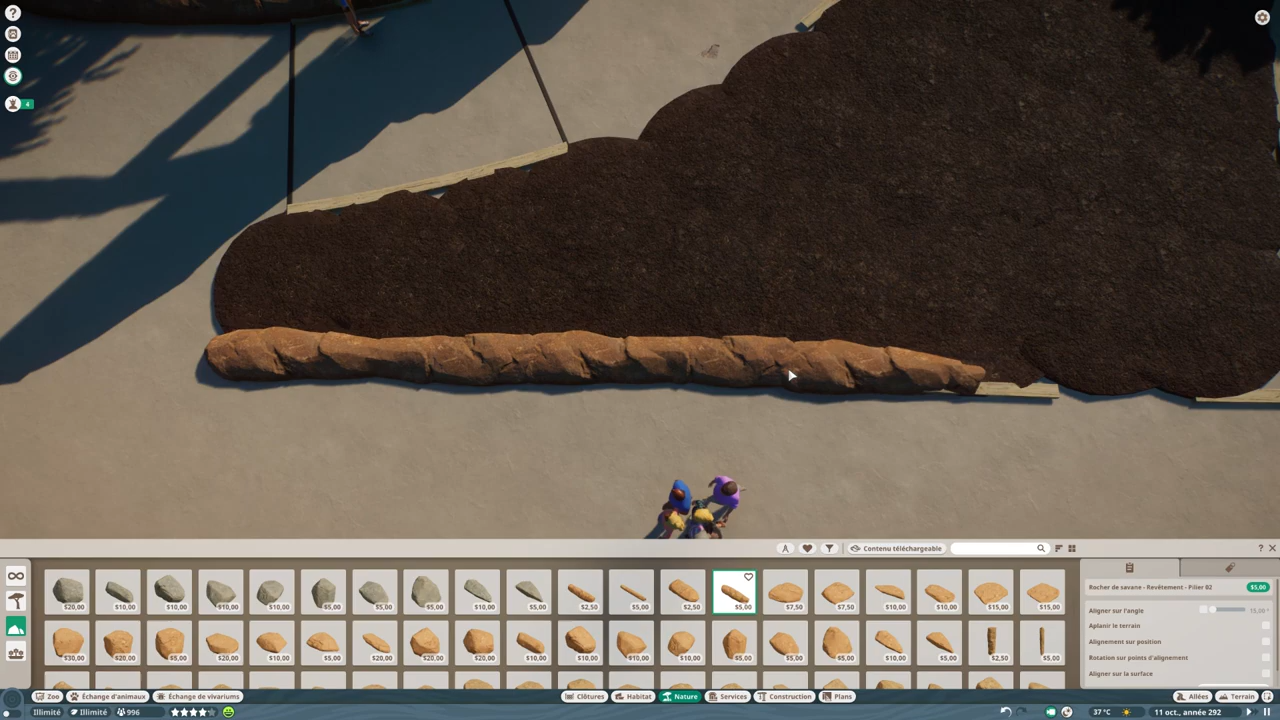 ?
4
Contenu téléchargeable
? ×
$20,00 $10,00 $10,00 $10,00 $10,00 $5,00 $5,00 $5,00 $10,00 $5,00 $2,50 $5,00 $2,50 $5,00 $7,50 $7,50 $10,00 $10,00 $15,00 $15,00
$30,00 $20,00 $5,00 $20,00 $10,00 $5,00 $20,00 $20,00 $20,00 $10,00 $10,00 $10,00 $10,00 $5,00 $5,00 $5,00 $10,00 $5,00 $2,50 $5,00
Rocher de savane - Revêtement - Pilier 02 $5,00
Aligner sur l'angle 15,00 °
Aplanir le terrain
Alignement sur position
Rotation sur points d'alignement
Aligner sur la surface
Zoo Échange d'animaux Échange de vivariums Clôtures Habitat Nature Services Construction Plans Allées Terrain
Illimité Illimité 996 37 °C 11 oct., année 292